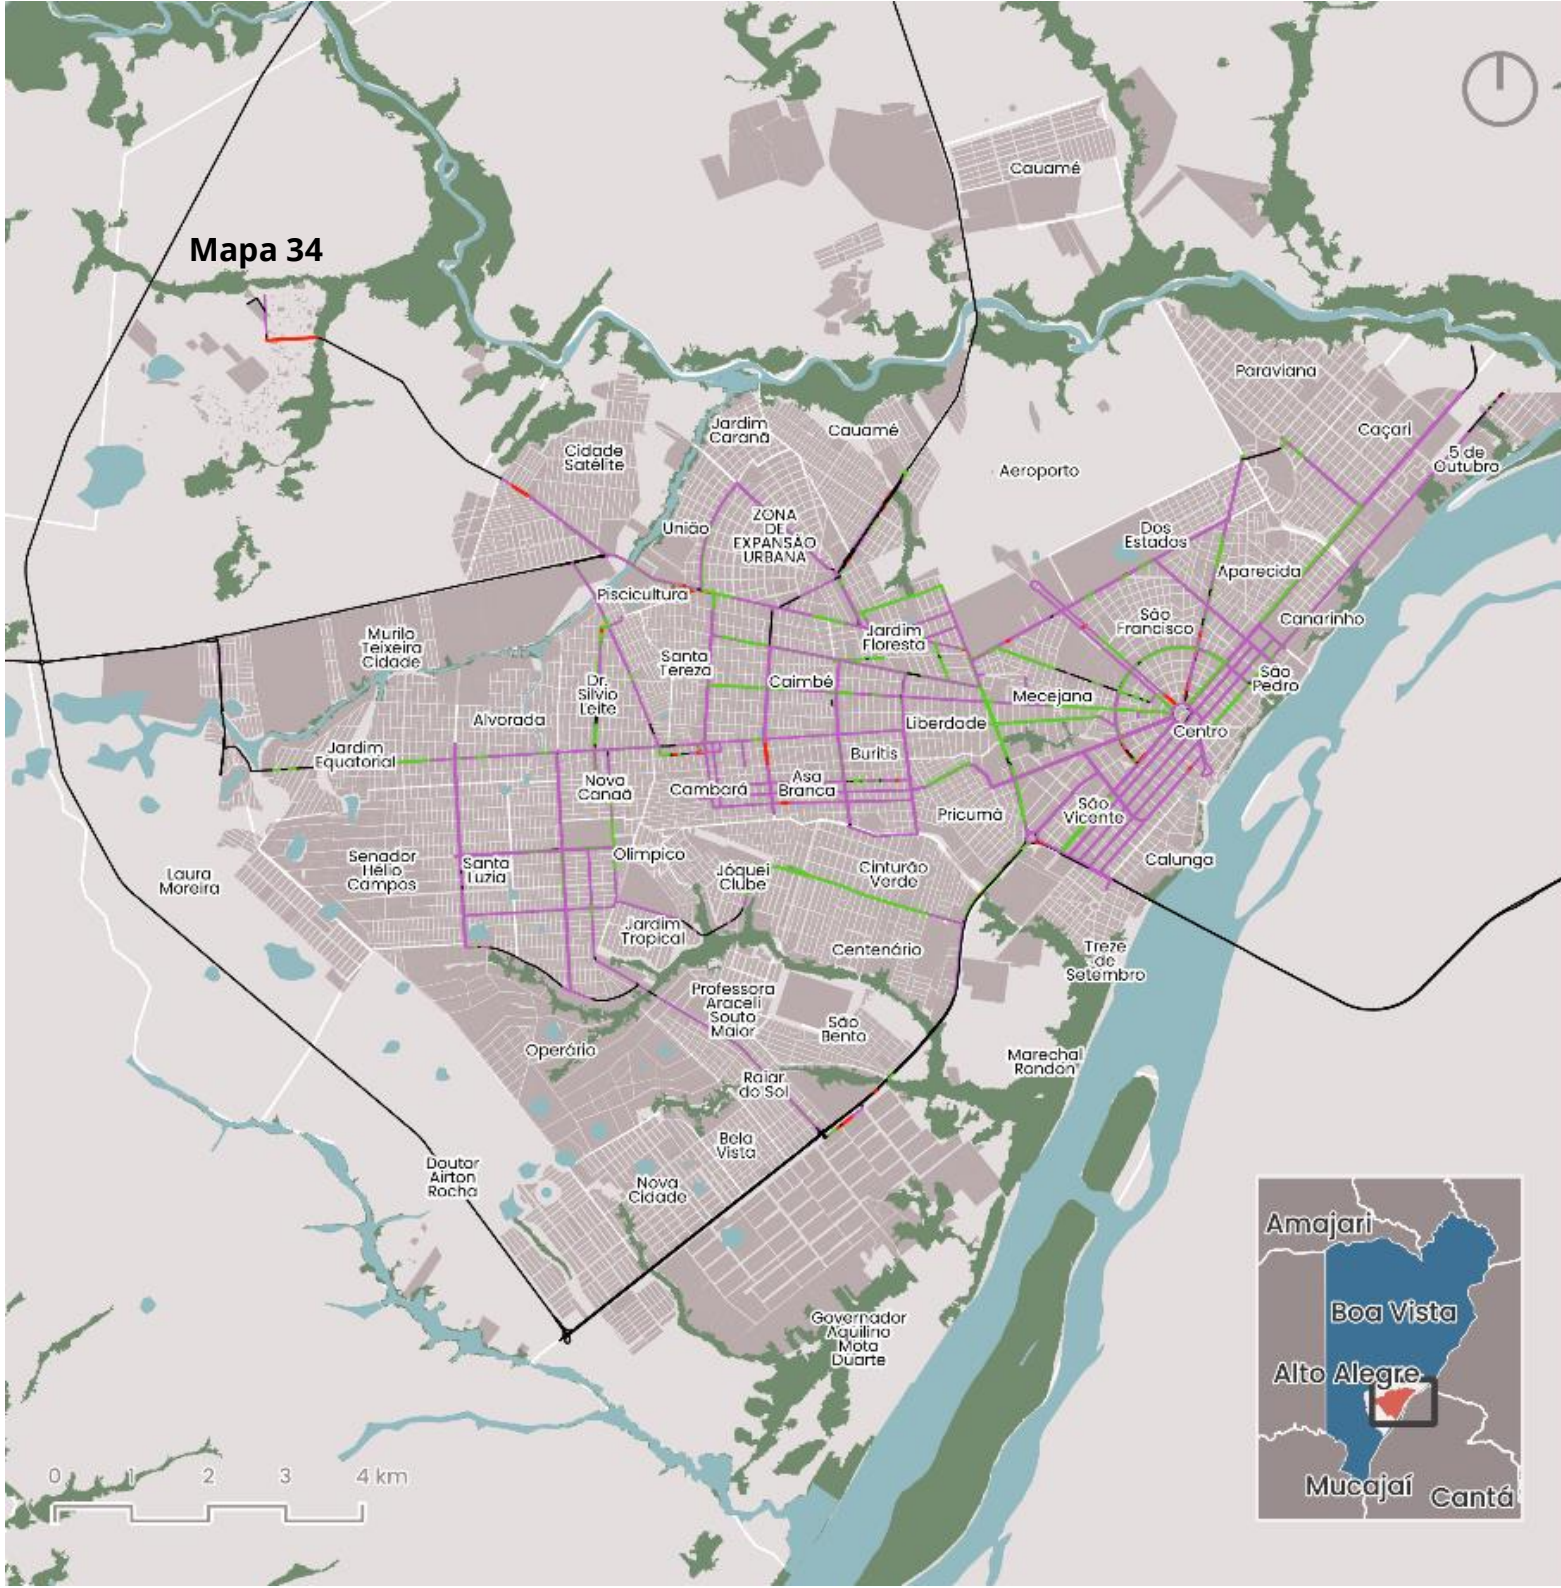 Cauamé
Mapa 34
Paraviana
Jardim
Caranã
Cauamé
Caçari
Cidade
Satélite
Aeroporto
5 de
Outubro
União
ZONA
DE
EXPANSÃO
URBANA
Dos
Estados
Aparecida
Piscicultura
Canarinho
São
Francisco
Murilo
Teixeira
Cidade
Jardim
Floresta
Santa
Tereza
São
Pedro
Caimbé
Dr.
Silvio
Leite
Mecejana
Alvorada
Liberdade
Centro
Jardim
Equatorial
Buritis
Nova
Canaã
Cambará
Asa
Branca
São
Vicente
Pricumã
Olímpico
Calunga
Senador
Hélio
Campos
Santa
Luzia
Jóquei
Clube
Cinturão
Verde
Laura
Moreira
Jardim
Tropical
Centenário
Treze
de
Setembro
Professora
Araceli
Souto
Maior
São
Bento
Operário
Marechal
Rondon
Raiar
do Sol
Bela
Vista
Doutor
Airton
Rocha
Nova
Cidade
Governador
Aquilino
Mota
Duarte
Amajari
Boa Vista
Alto Alegre
Mucajaí
Cantá
0 1 2 3 4 km